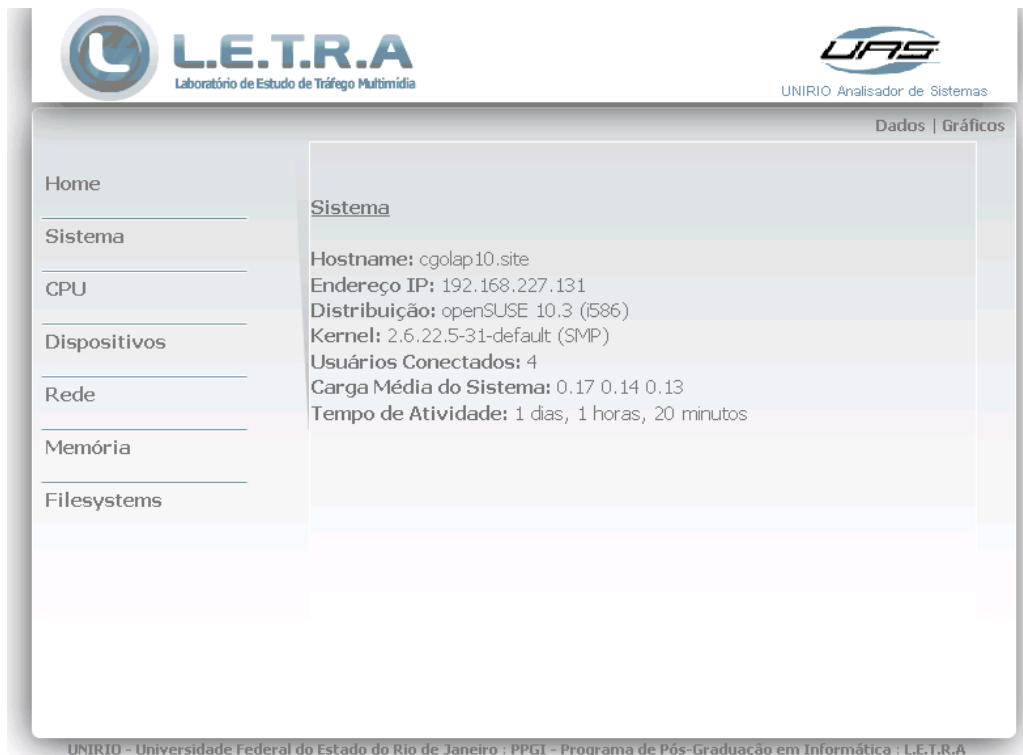 L.E.T.R.A
Laboratório de Estudo de Tráfego Multimídia
UAS
UNIRIO Analisador de Sistemas
Dados | Gráficos
Home
Sistema
CPU
Dispositivos
Rede
Memória
Filesystems
Sistema
Hostname: cgolap10.site
Endereço IP: 192.168.227.131
Distribuição: openSUSE 10.3 (i586)
Kernel: 2.6.22.5-31-default (SMP)
Usuários Conectados: 4
Carga Média do Sistema: 0.17 0.14 0.13
Tempo de Atividade: 1 dias, 1 horas, 20 minutos
UNIRIO - Universidade Federal do Estado do Rio de Janeiro : PPGI - Programa de Pós-Graduação em Informática : L.E.T.R.A